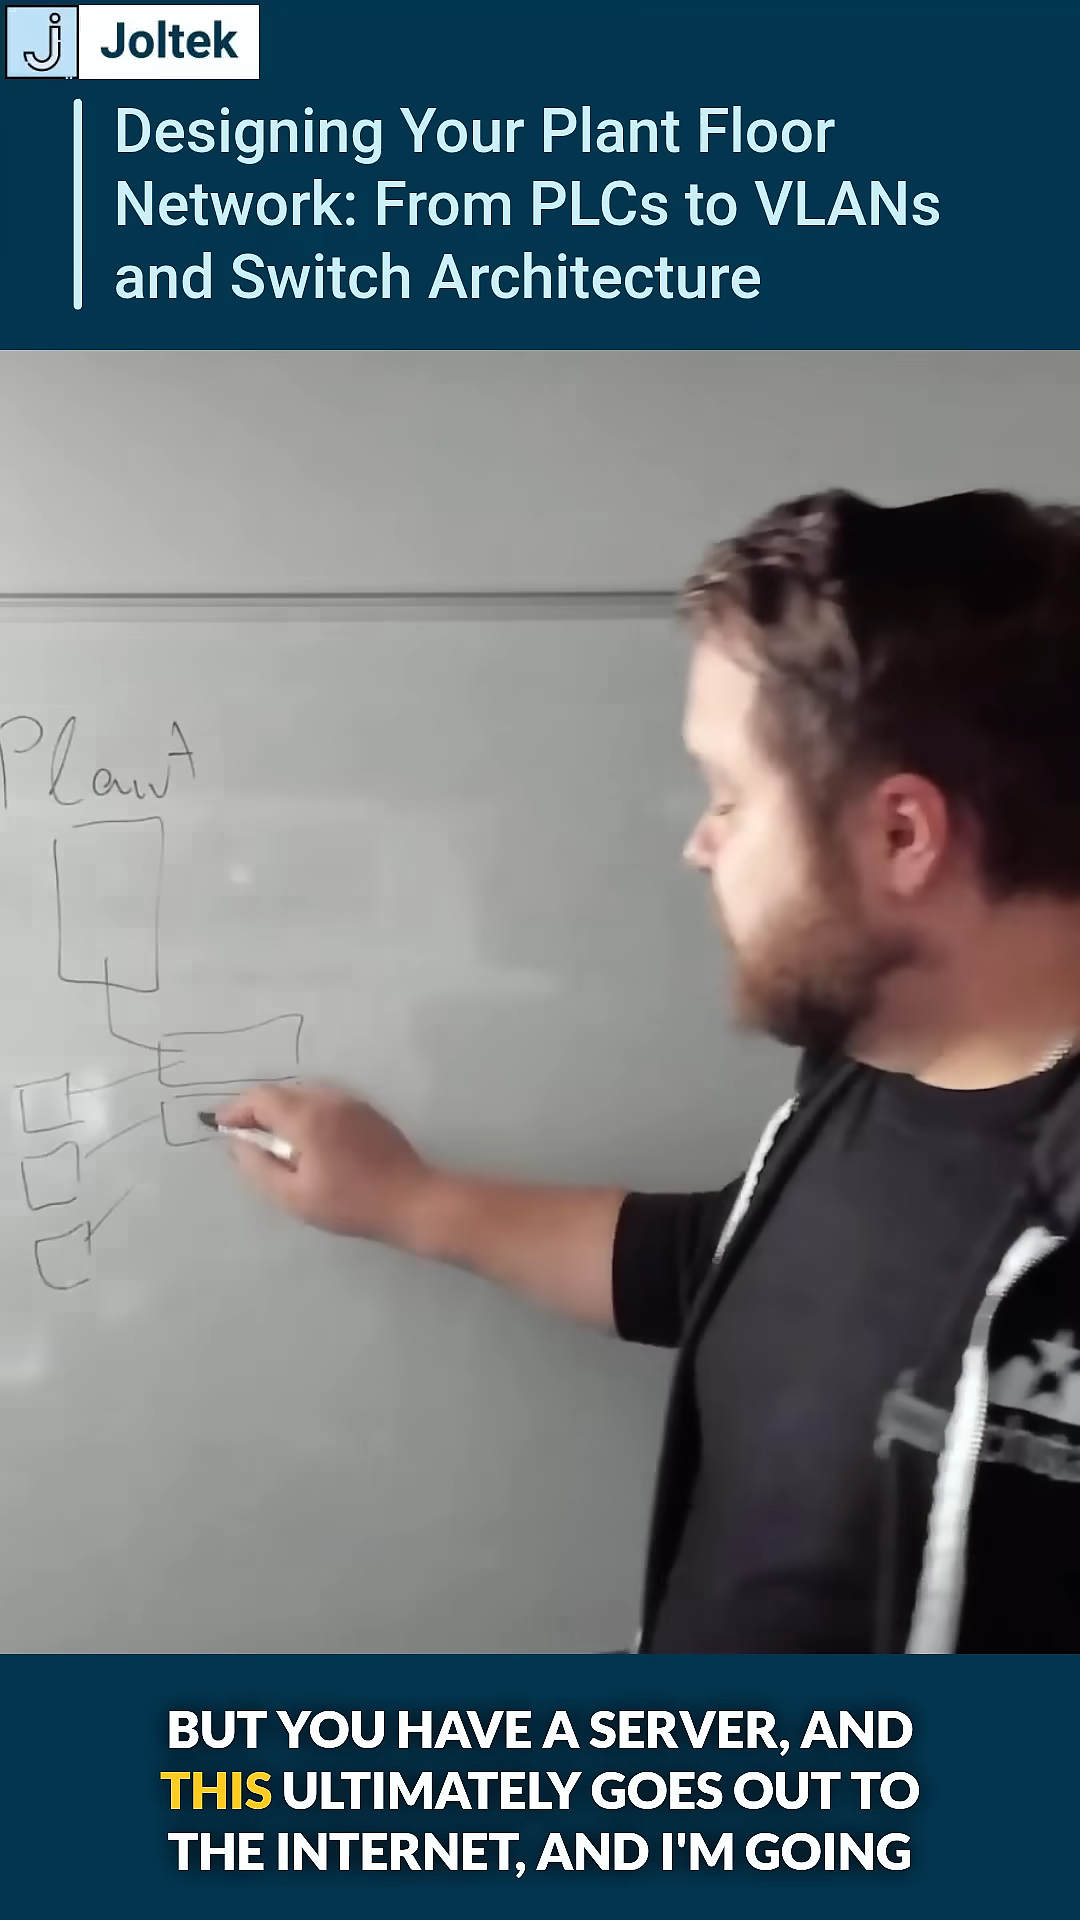 Joltek
Designing Your Plant Floor
Network: From PLCs to VLANs
and Switch Architecture
Plant
BUT YOU HAVE A SERVER, AND
THIS ULTIMATELY GOES OUT TO
THE INTERNET, AND I'M GOING